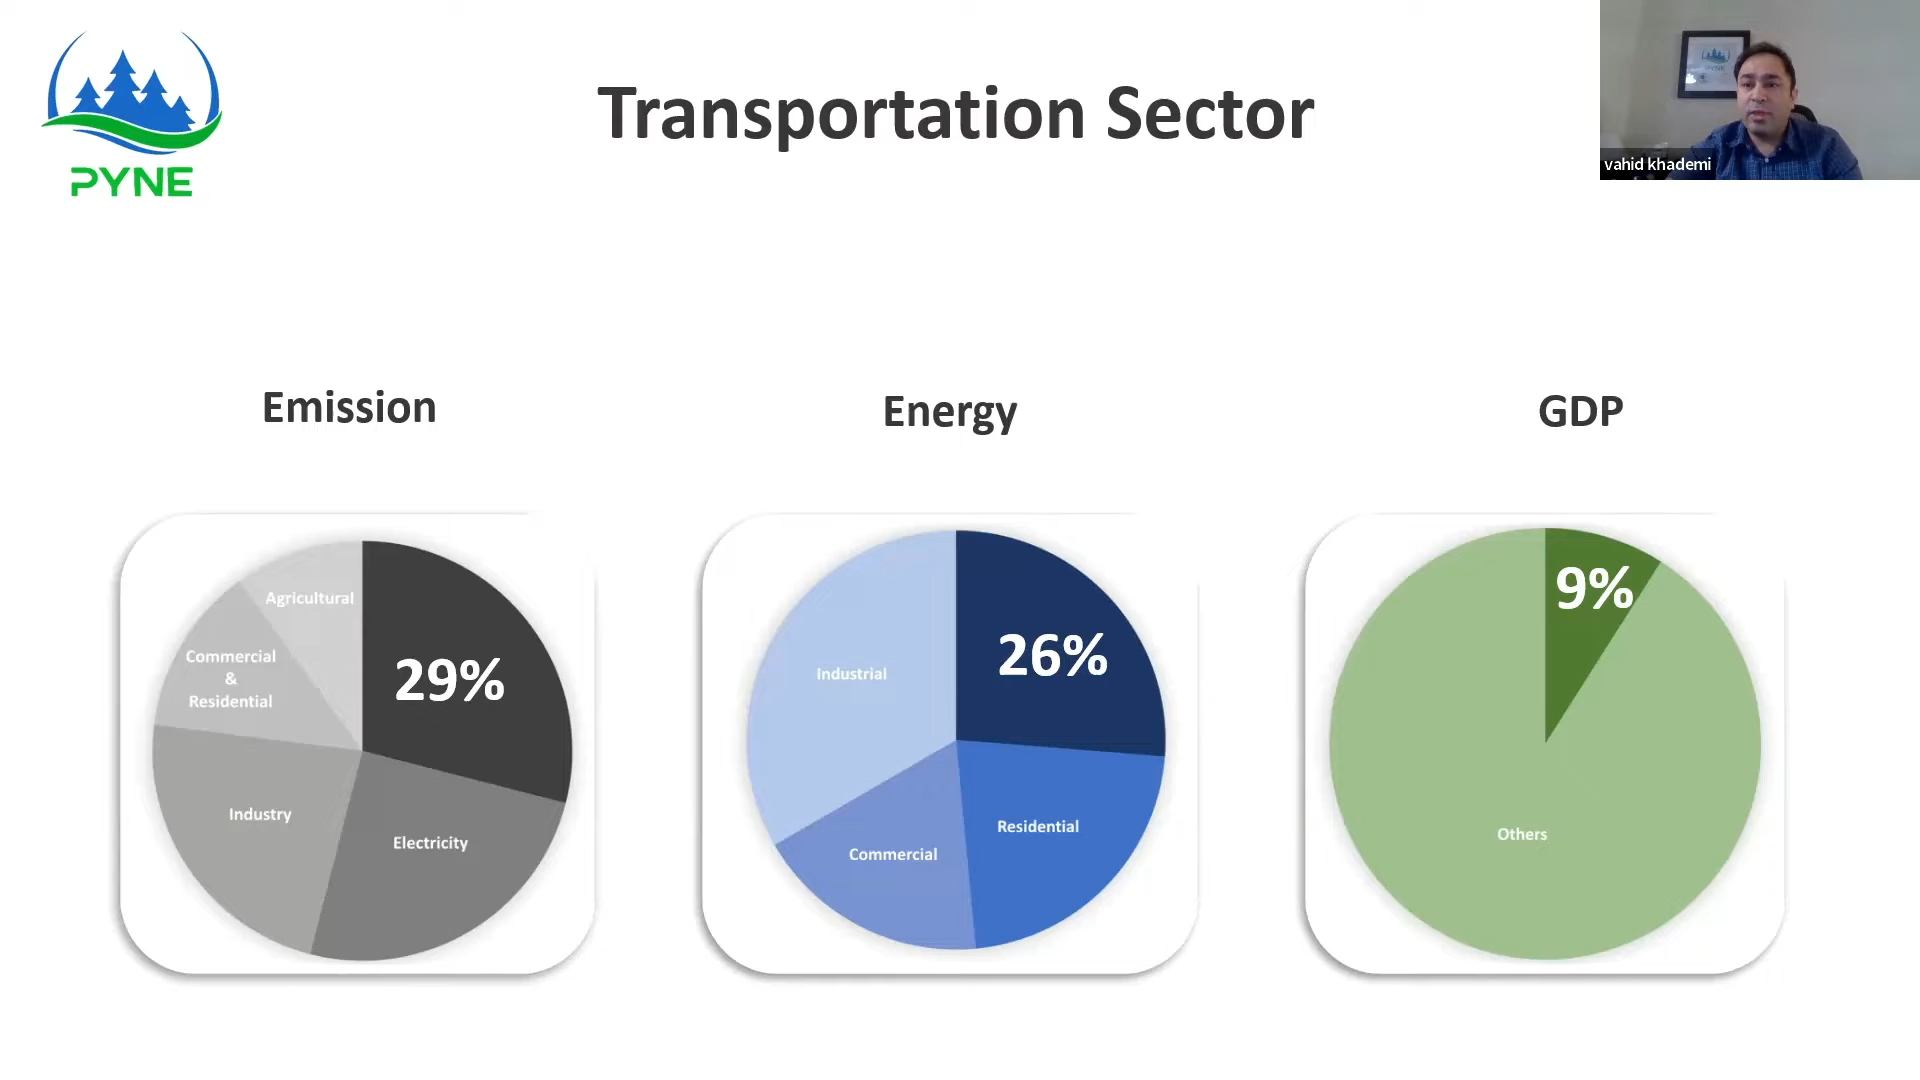 PYNE
Transportation Sector
vahid khademi
Emission
Energy
GDP
Agricultural
Commercial
&
Residential
29%
Industry
Electricity
Industrial
26%
Residential
Commercial
9%
Others